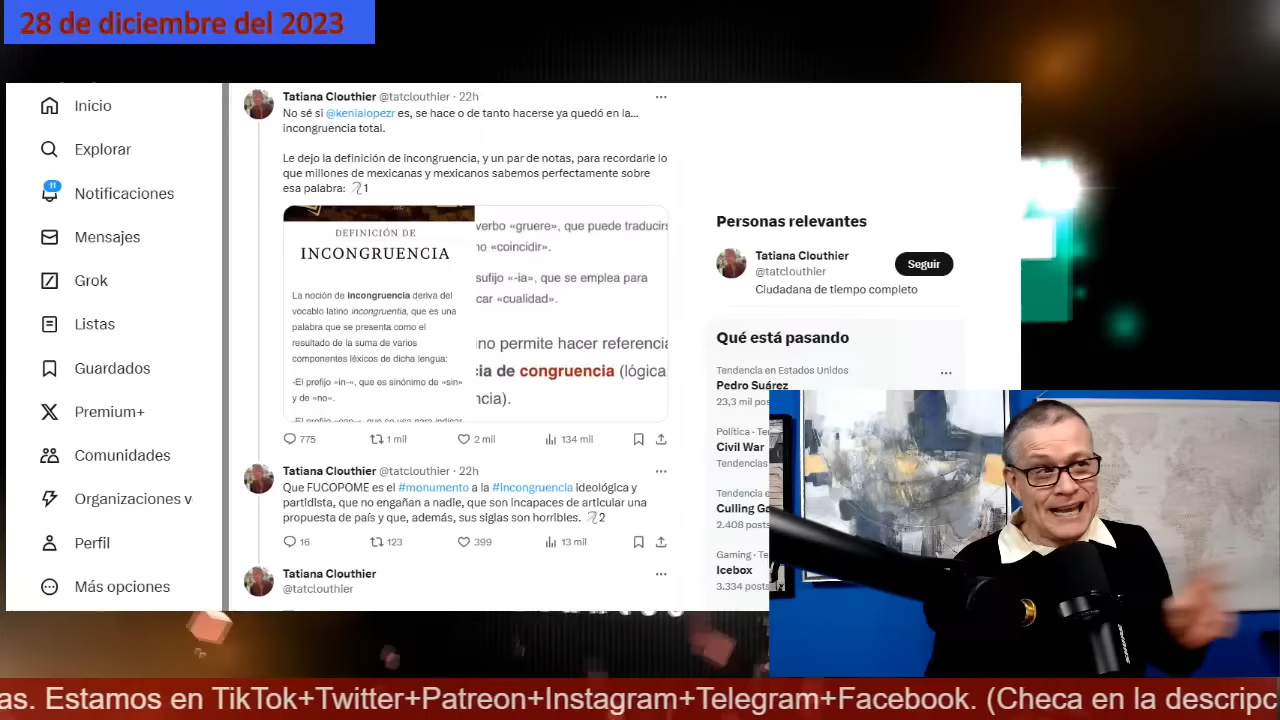 28 de diciembre del 2023
Inicio
Explorar
11
Notificaciones
Mensajes
Grok
Listas
Guardados
Premium+
Comunidades
Organizaciones v
Perfil
Más opciones
Tatiana Clouthier @tatclouthier · 22h
No sé si @kenialopezr es, se hace o de tanto hacerse ya quedó en la...
incongruencia total.
Le dejo la definición de incongruencia, y un par de notas, para recordarle lo
que millones de mexicanas y mexicanos sabemos perfectamente sobre
esa palabra: 1
DEFINICIÓN DE
INCONGRUENCIA
La noción de incongruencia deriva del
vocablo latino incongruentia, que es una
palabra que se presenta como el
resultado de la suma de varios
componentes léxicos de dicha lengua:
-El prefijo «in-», que es sinónimo de «sin»
y de «no».
verbo «gruere», que puede traducirs
no «coincidir».
sufijo «-ia», que se emplea para
car «cualidad».
ino permite hacer referencia
ia de congruencia (lógica
ncia).
775
1 mil
2 mil
134 mil
Tatiana Clouthier @tatclouthier · 22h
Que FUCOPOME es el #monumento a la #incongruencia ideológica y
partidista, que no engañan a nadie, que son incapaces de articular una
propuesta de país y que, además, sus siglas son horribles. 2
16
123
399
13 mil
Tatiana Clouthier
@tatclouthier
Personas relevantes
Tatiana Clouthier
@tatclouthier
Seguir
Ciudadana de tiempo completo
Qué está pasando
Tendencia en Estados Unidos
Pedro Suárez
23,3 mil pos
Política · Te
Civil War
Tendencias
Tendencia e
Culling Ga
2.408 posts
Gaming · Te
Icebox
3.334 posts
as. Estamos en TikTok+Twitter+Patreon+Instagram+Telegram+Facebook. (Checa en la descripc